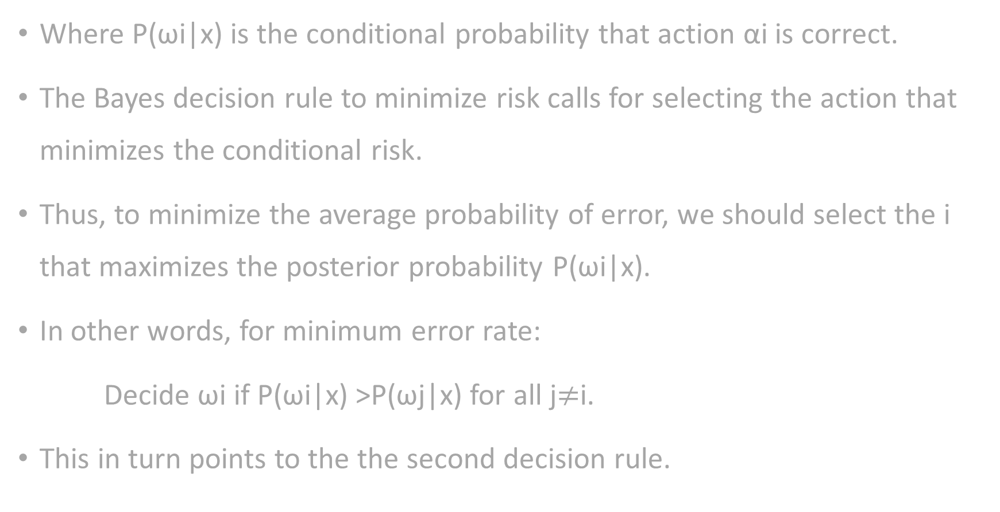 • Where P(ωi|x) is the conditional probability that action αi is correct.
• The Bayes decision rule to minimize risk calls for selecting the action that
minimizes the conditional risk.
• Thus, to minimize the average probability of error, we should select the i
that maximizes the posterior probability P(ωi|x).
• In other words, for minimum error rate:
Decide ωi if P(ωi|x) >P(ωj|x) for all j≠i.
• This in turn points to the the second decision rule.